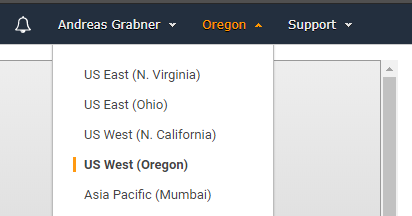 Andreas Grabner Oregon Support
US East (N. Virginia)
US East (Ohio)
US West (N. California)
US West (Oregon)
Asia Pacific (Mumbai)